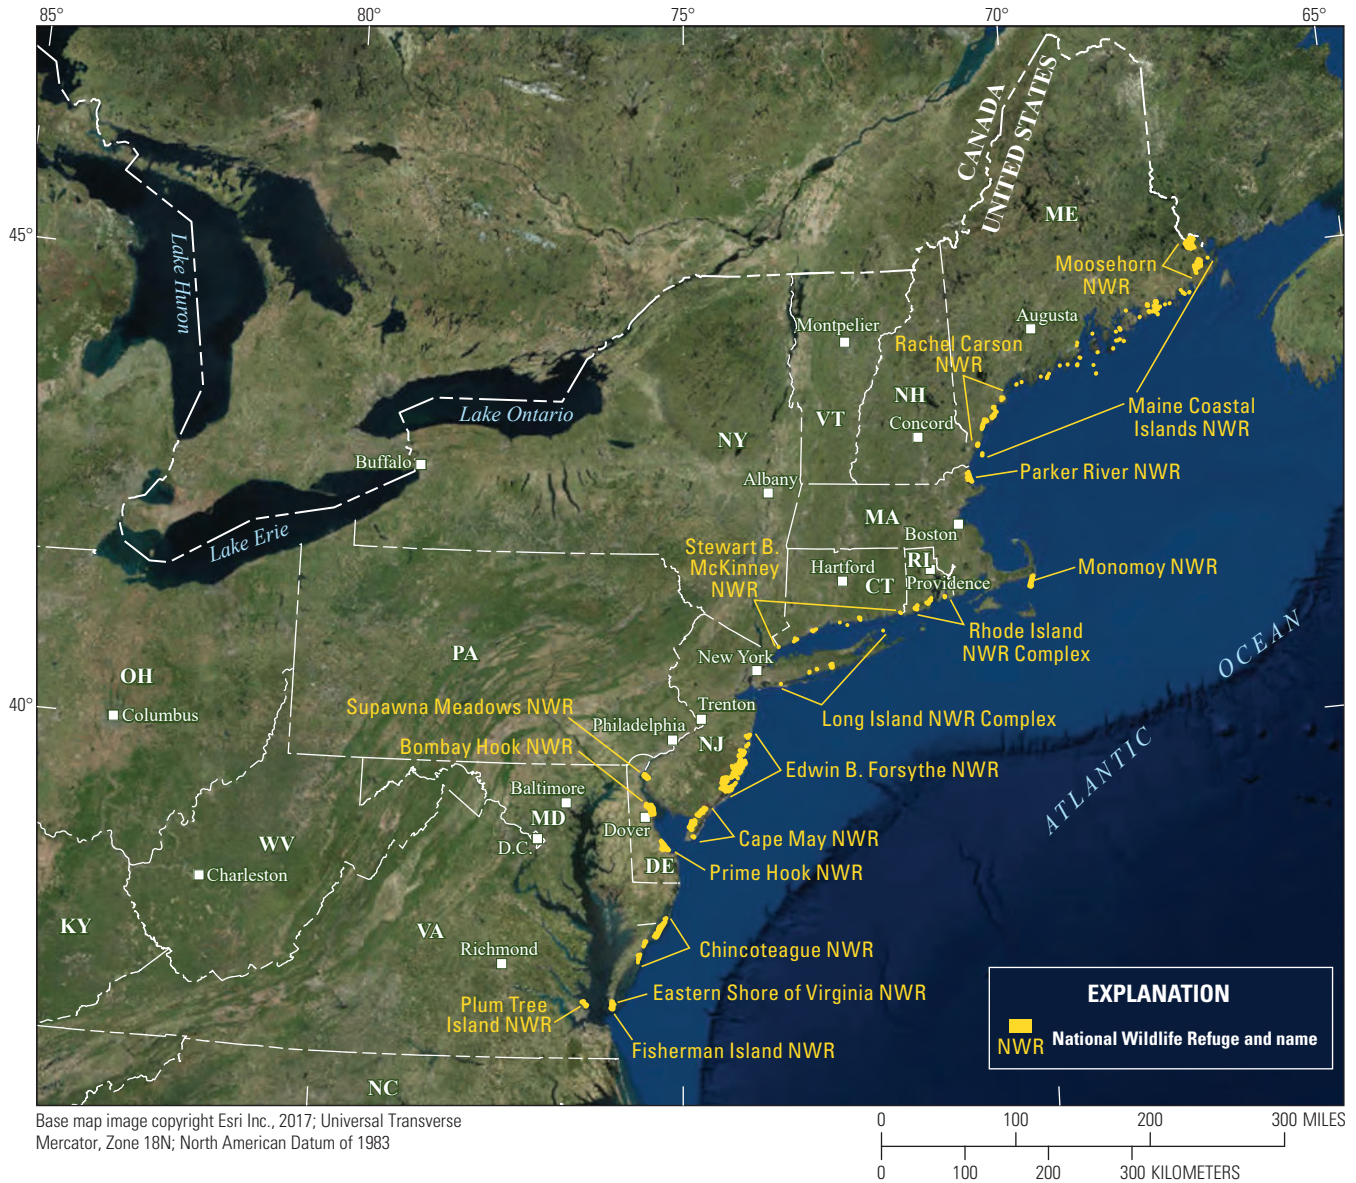 85°
80°
75°
70°
65°
45°
40°
CANADA
UNITED STATES
ME
Moosehorn
NWR
Augusta
Montpelier
Rachel Carson
NWR
Lake Huron
Lake Ontario
NH
VT
Concord
Maine Coastal
Islands NWR
NY
Buffalo
Albany
Parker River NWR
Lake Erie
MA
Boston
Stewart B.
McKinney
NWR
Hartford
RI
CT
Providence
Monomoy NWR
Rhode Island
NWR Complex
PA
New York
OH
Columbus
Supawna Meadows NWR
Trenton
Philadelphia
Long Island NWR Complex
ATLANTIC OCEAN
Bombay Hook NWR
NJ
Edwin B. Forsythe NWR
Baltimore
MD
Dover
D.C.
Cape May NWR
WV
DE
Prime Hook NWR
Charleston
KY
VA
Richmond
Chincoteague NWR
Plum Tree
Island NWR
Eastern Shore of Virginia NWR
Fisherman Island NWR
NC
EXPLANATION
NWR National Wildlife Refuge and name
Base map image copyright Esri Inc., 2017; Universal Transverse
Mercator, Zone 18N; North American Datum of 1983
0 100 200 300 MILES
0 100 200 300 KILOMETERS